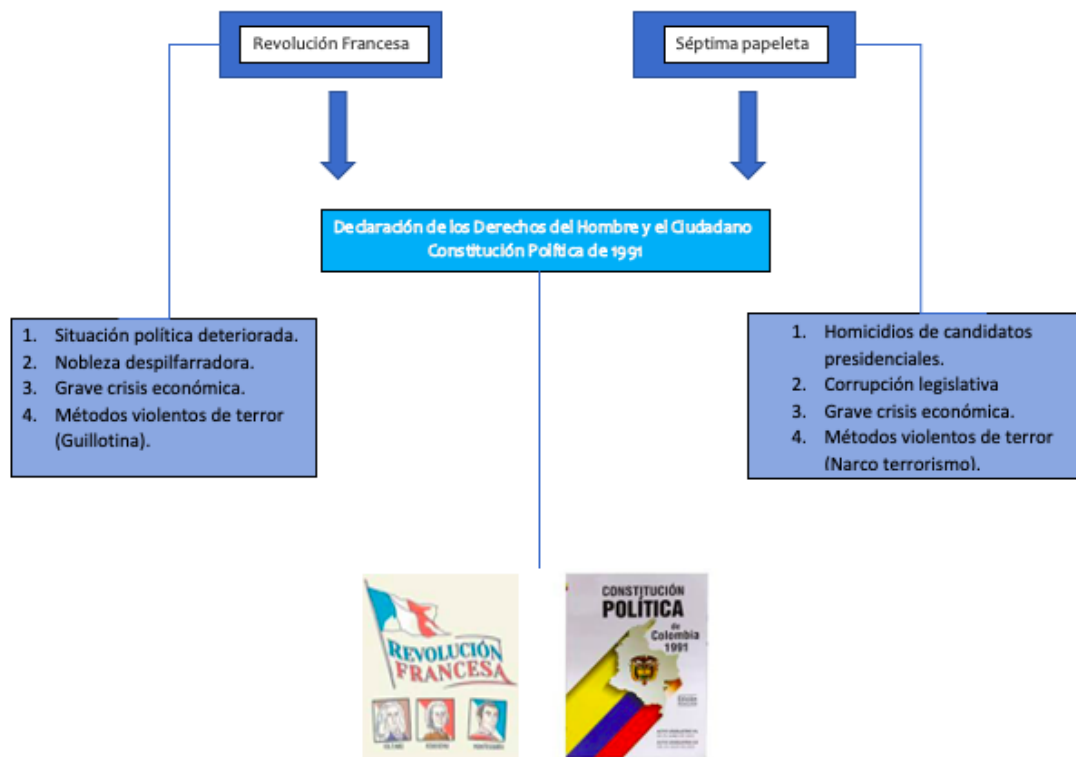 Revolución Francesa
Séptima papeleta
Declaración de los Derechos del Hombre y el Ciudadano
Constitución Política de 1991
1. Situación política deteriorada.
2. Nobleza despilfarradora.
3. Grave crisis económica.
4. Métodos violentos de terror
(Guillotina).
1. Homicidios de candidatos
presidenciales.
2. Corrupción legislativa
3. Grave crisis económica.
4. Métodos violentos de terror
(Narco terrorismo).
REVOLUCIÓN
FRANCESA
CONSTITUCIÓN
POLÍTICA
de
Colombia
1991